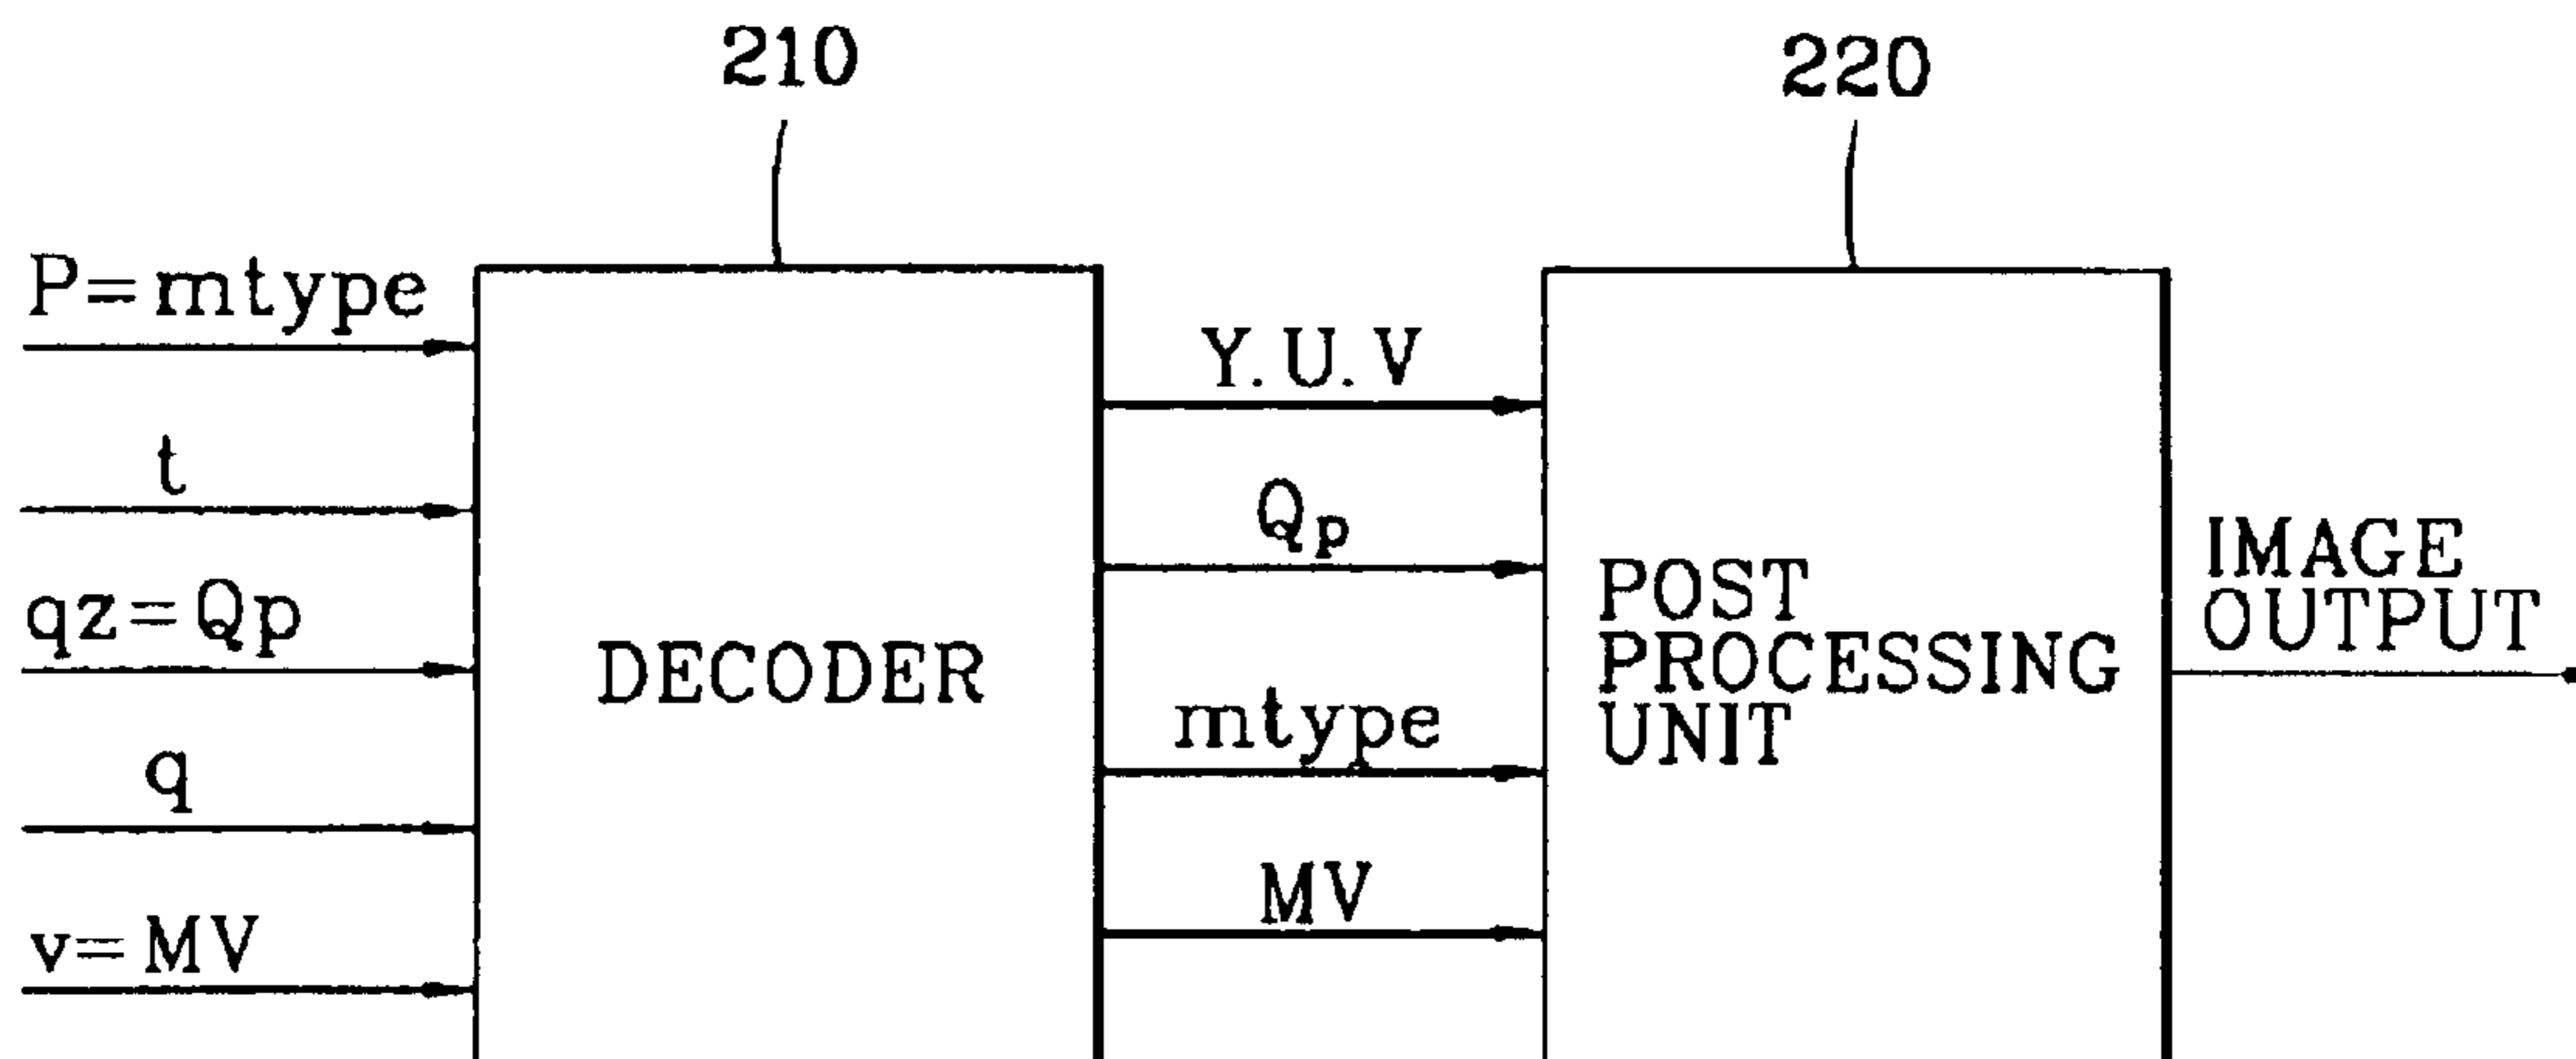 210
220
P=mtype
t
qz=Qp
q
v=MV
DECODER
Y.U.V
Qp
mtype
MV
POST
PROCESSING
UNIT
IMAGE
OUTPUT